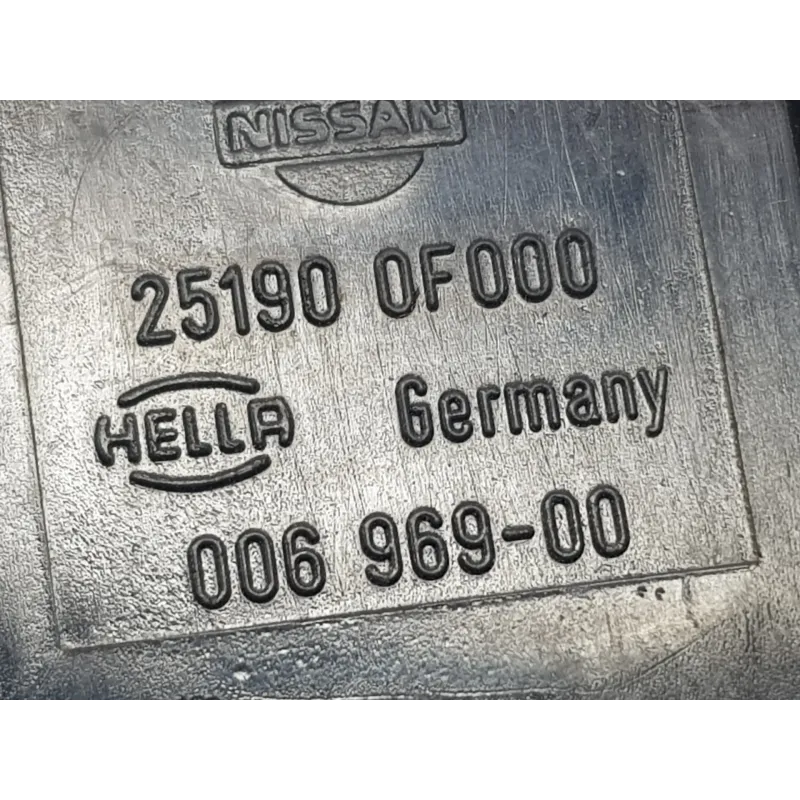 NISSAN
25190 0F000
HELLA Germany
006 969-00